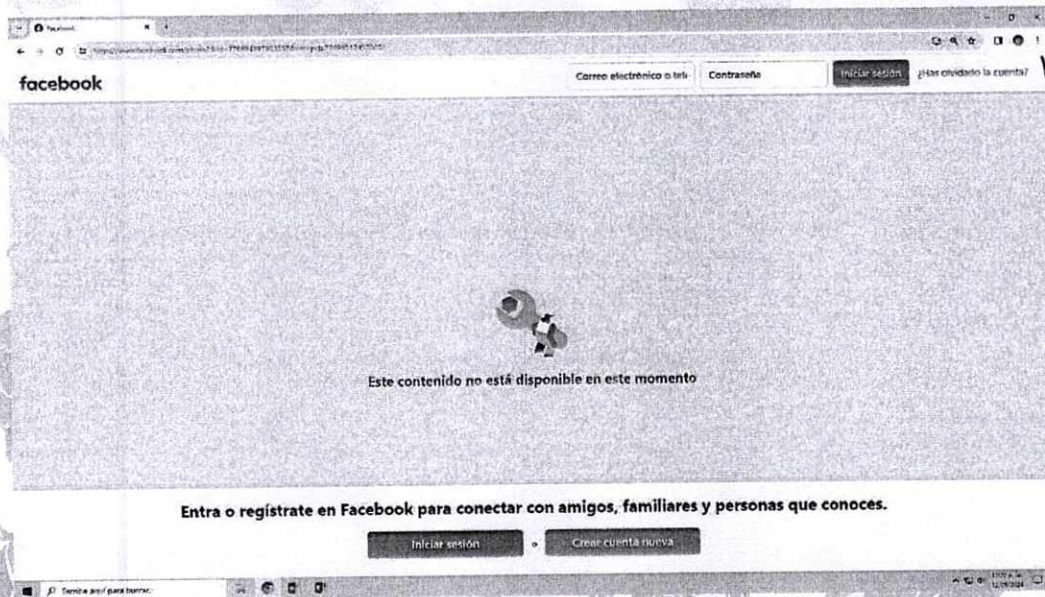 Facebook
facebook
Correo electrónico o telé
Contraseña
Iniciar sesión
¿Has olvidado la cuenta?
Este contenido no está disponible en este momento
Entra o regístrate en Facebook para conectar con amigos, familiares y personas que conoces.
Iniciar sesión
o
Crear cuenta nueva